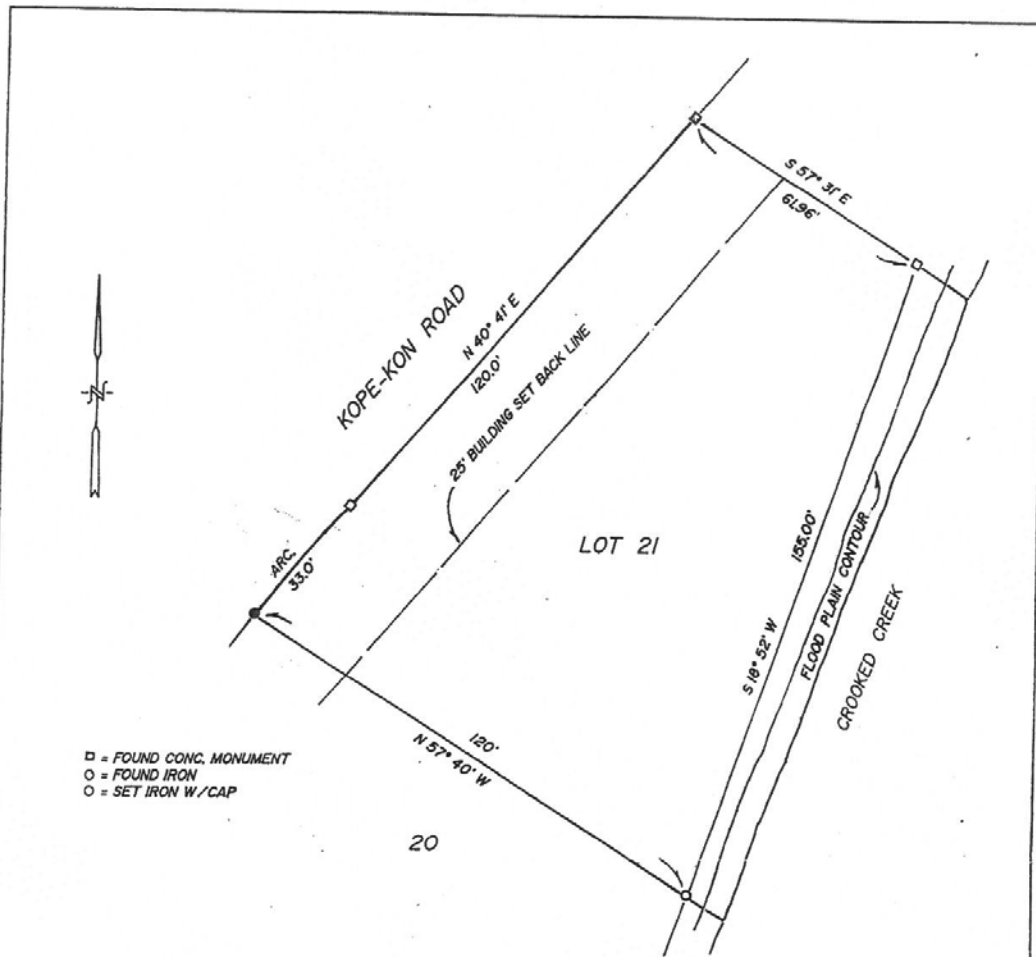 S 57° 31' E
61.96'
KOPE-KON ROAD
N 40° 41' E
120.0'
25' BUILDING SET BACK LINE
N
LOT 21
ARC.
33.0'
155.00'
S 18° 52' W
FLOOD PLAIN CONTOUR
CROOKED CREEK
120'
N 57° 40' W
□ = FOUND CONC. MONUMENT
○ = FOUND IRON
○ = SET IRON W/CAP
20